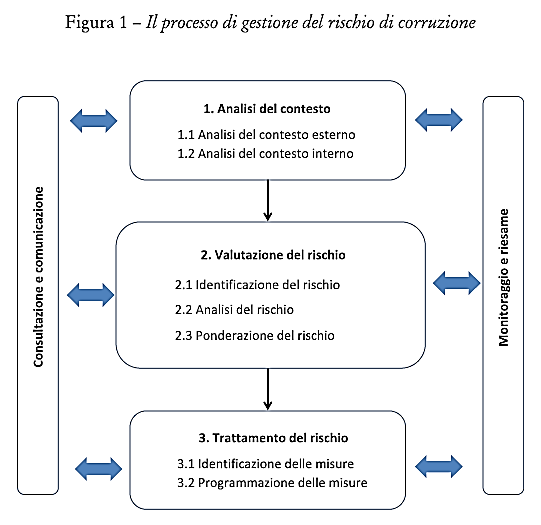 Figura 1 – Il processo di gestione del rischio di corruzione
Consultazione e comunicazione
1. Analisi del contesto
1.1 Analisi del contesto esterno
1.2 Analisi del contesto interno
2. Valutazione del rischio
2.1 Identificazione del rischio
2.2 Analisi del rischio
2.3 Ponderazione del rischio
3. Trattamento del rischio
3.1 Identificazione delle misure
3.2 Programmazione delle misure
Monitoraggio e riesame